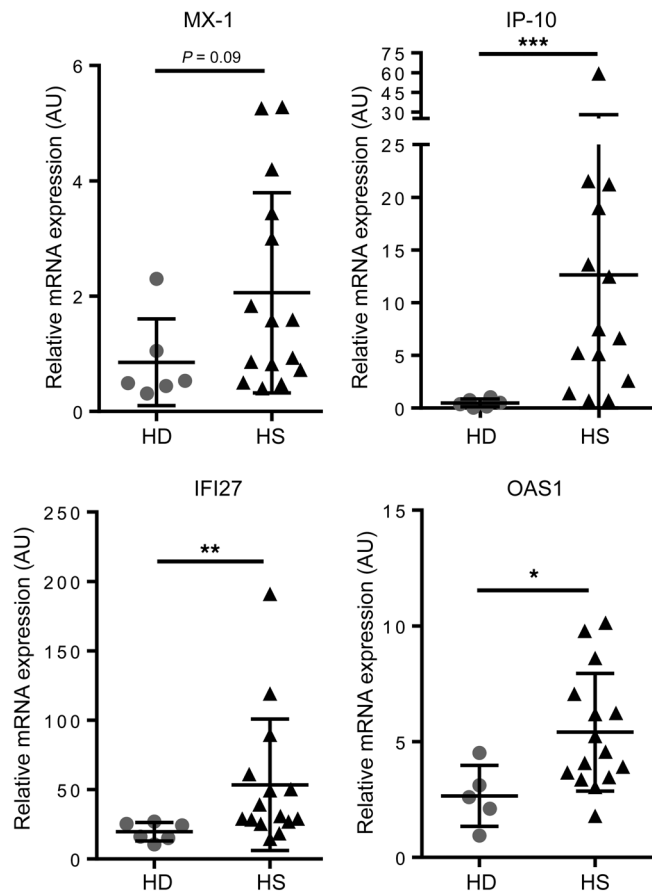 MX-1
Relative mRNA expression (AU)
P = 0.09
6
4
2
0
HD HS
IP-10
Relative mRNA expression (AU)
***
75
60
45
30
25
20
15
10
5
0
HD HS
IFI27
Relative mRNA expression (AU)
**
250
200
150
100
50
0
HD HS
OAS1
Relative mRNA expression (AU)
*
15
10
5
0
HD HS